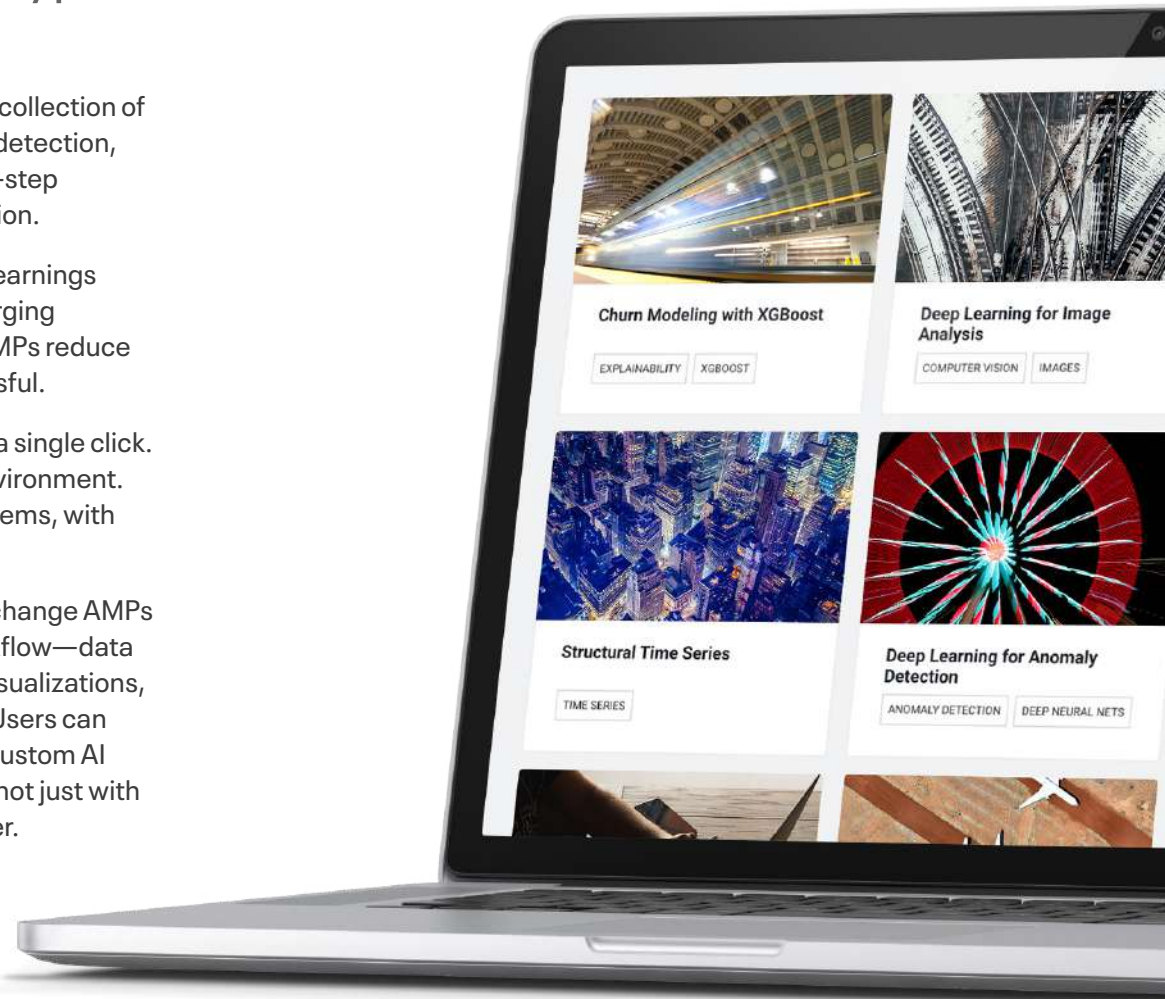 collection of
detection,
-step
ion.
earnings
rging
MPs reduce
sful.
a single click.
vironment.
ems, with
change AMPs
flow—data
sualizations,
Users can
ustom AI
not just with
er.
Churn Modeling with XGBoost
EXPLAINABILITY XGBOOST
Deep Learning for Image
Analysis
COMPUTER VISION IMAGES
Structural Time Series
TIME SERIES
Deep Learning for Anomaly
Detection
ANOMALY DETECTION DEEP NEURAL NETS